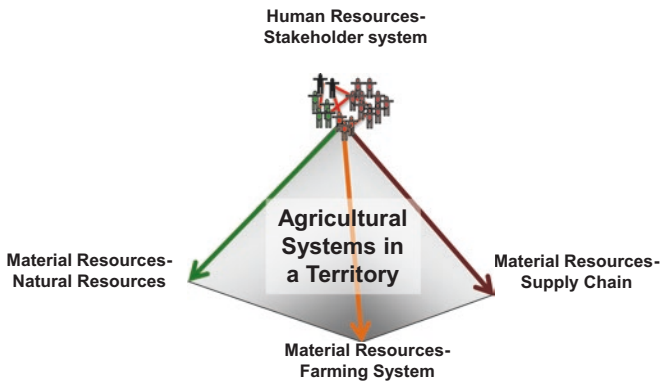 Human Resources-
Stakeholder system
Agricultural
Systems in
a Territory
Material Resources-
Natural Resources
Material Resources-
Supply Chain
Material Resources-
Farming System